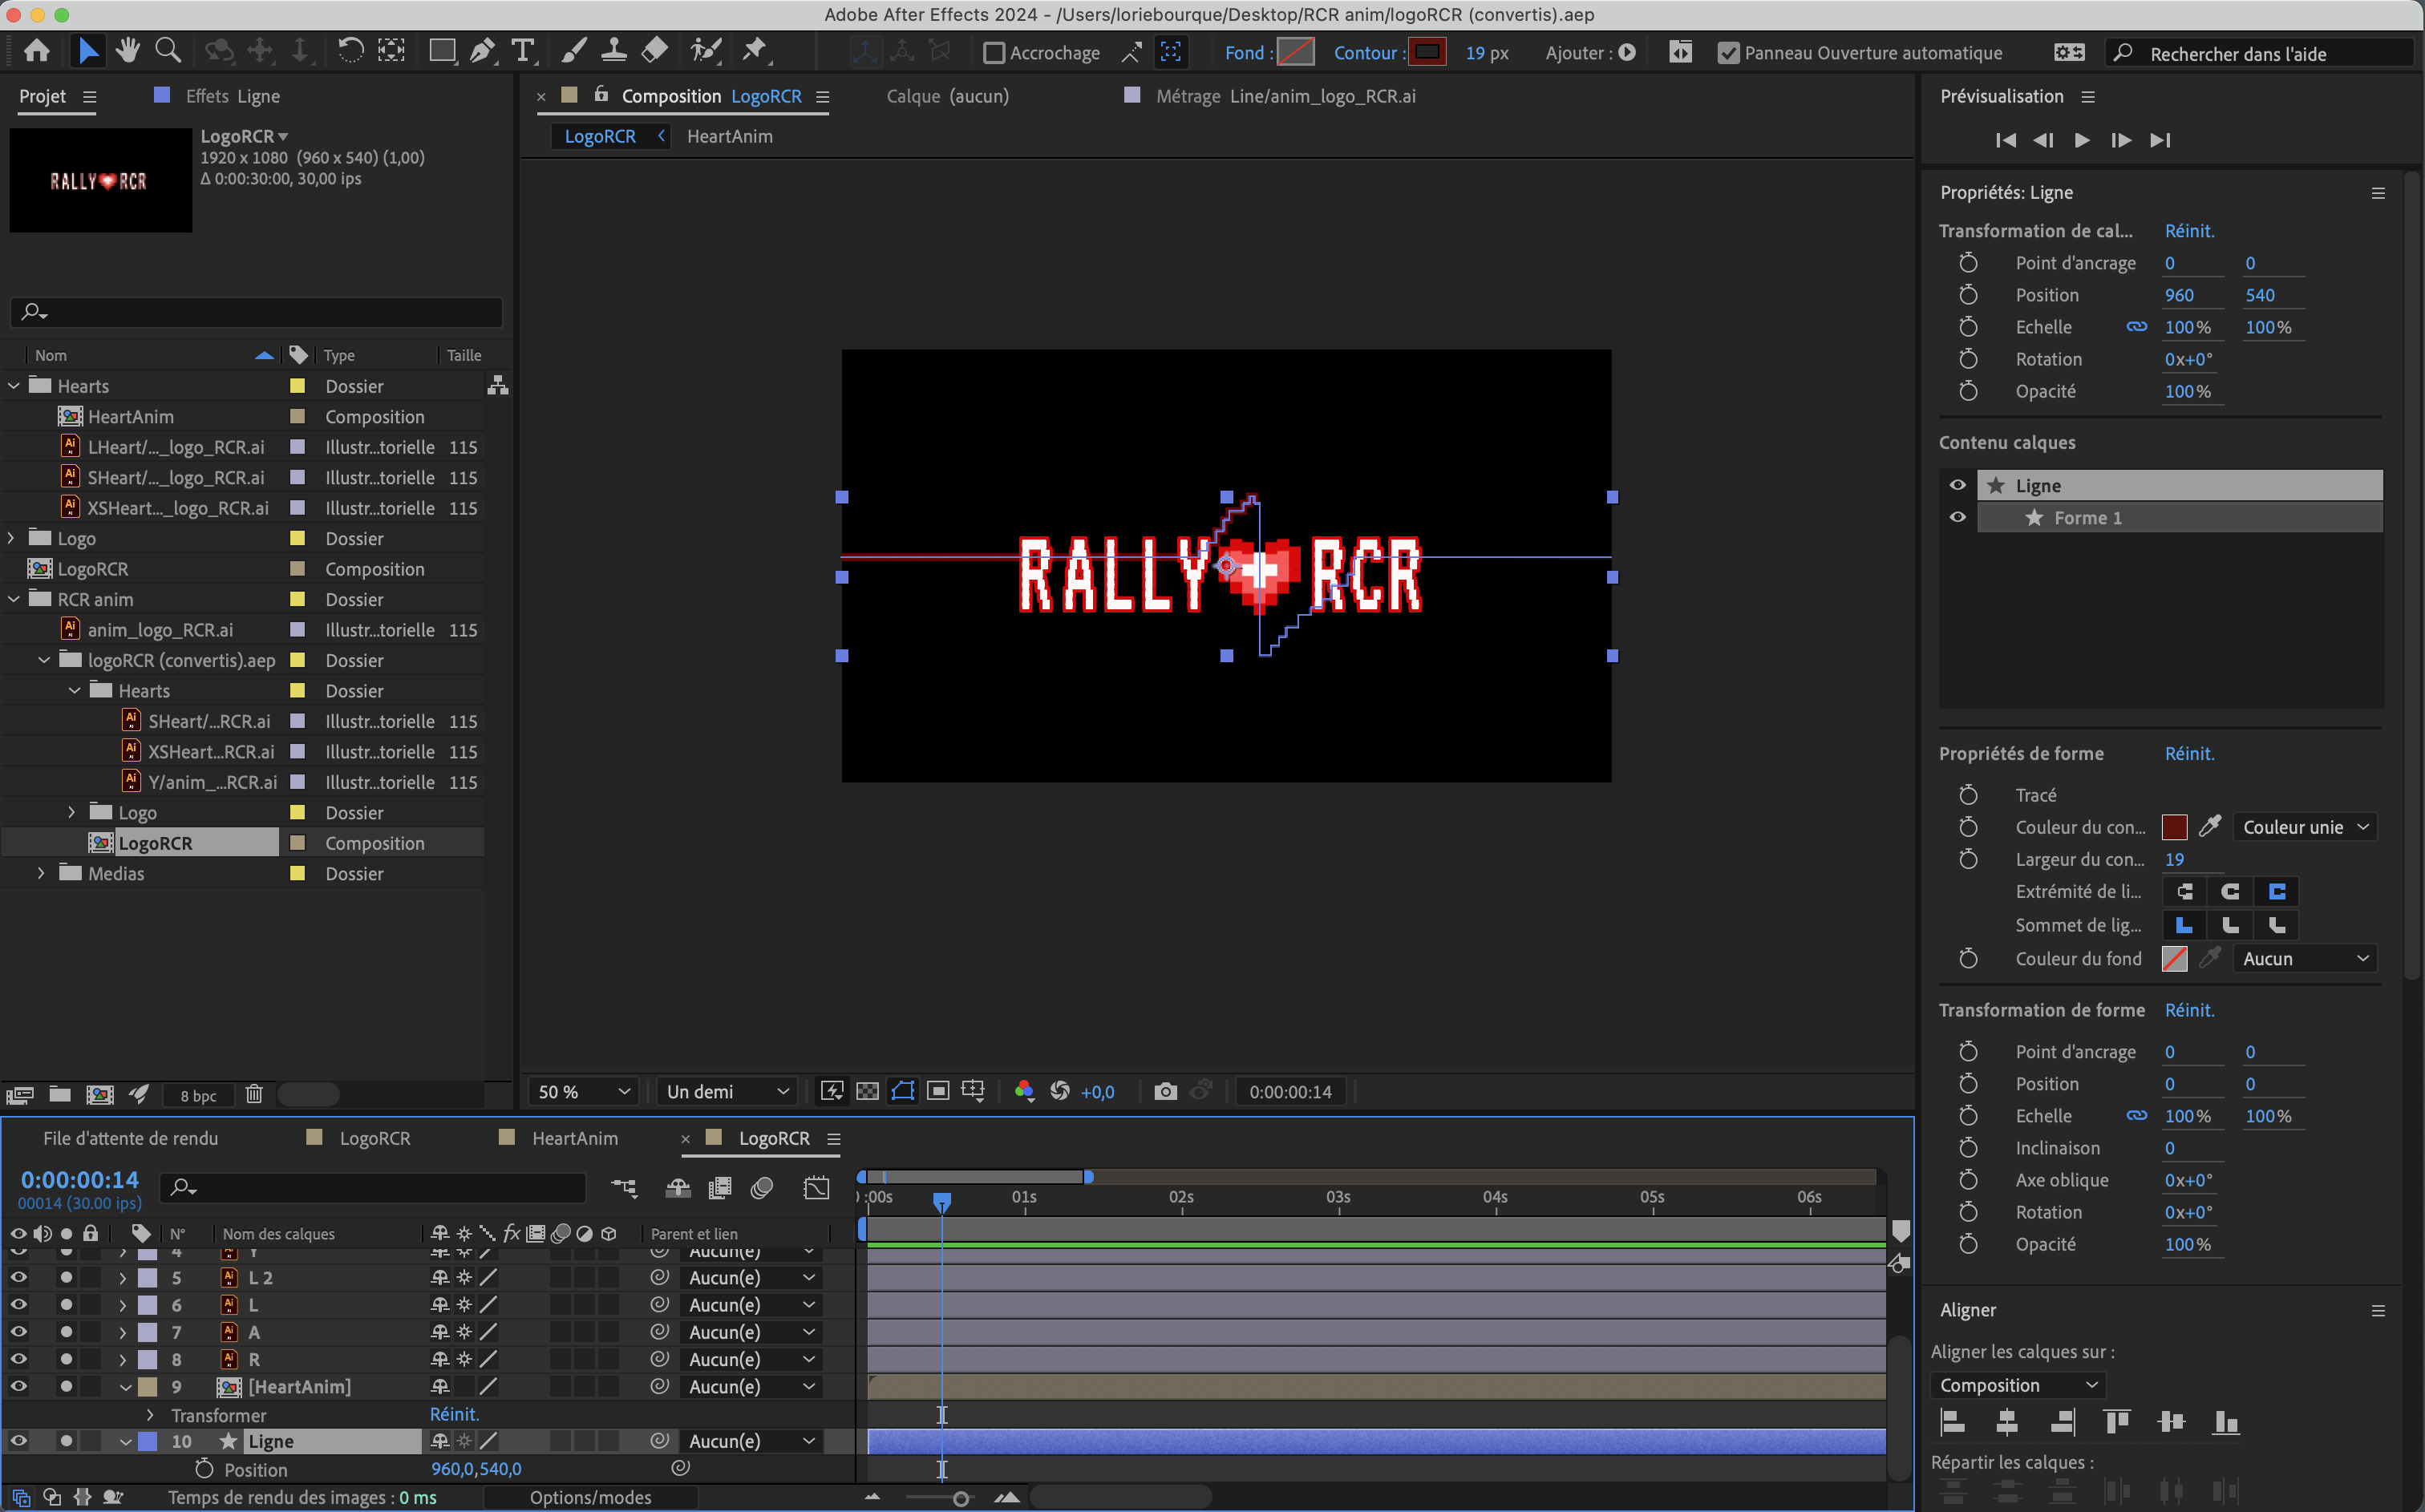 Adobe After Effects 2024 - /Users/loriebourque/Desktop/RCR anim/logoRCR (convertis).aep
Accrochage
Fond :
Contour :
19 px
Ajouter :
Panneau Ouverture automatique
Rechercher dans l'aide
Projet
Effets Ligne
LogoRCR
1920 x 1080 (960 x 540) (1,00)
Δ 0:00:30:00, 30,00 ips
RALLY RCR
Nom
Type
Taille
Hearts Dossier
HeartAnim Composition
LHeart/..._logo_RCR.ai Illustr...torielle 115
SHeart/..._logo_RCR.ai Illustr...torielle 115
XSHeart..._logo_RCR.ai Illustr...torielle 115
Logo Dossier
LogoRCR Composition
RCR anim Dossier
anim_logo_RCR.ai Illustr...torielle 115
logoRCR (convertis).aep Dossier
Hearts Dossier
SHeart/...RCR.ai Illustr...torielle 115
XSHeart...RCR.ai Illustr...torielle 115
Y/anim_...RCR.ai Illustr...torielle 115
Logo Dossier
LogoRCR Composition
Medias Dossier
8 bpc
Composition LogoRCR
Calque (aucun)
Métrage Line/anim_logo_RCR.ai
LogoRCR
HeartAnim
RALLY RCR
50 %
Un demi
+0,0
0:00:00:14
Prévisualisation
Propriétés: Ligne
Transformation de cal... Réinit.
Point d'ancrage 0 0
Position 960 540
Echelle 100 % 100 %
Rotation 0x+0°
Opacité 100 %
Contenu calques
Ligne
Forme 1
Propriétés de forme Réinit.
Tracé
Couleur du con... Couleur unie
Largeur du con... 19
Extrémité de li...
Sommet de lig...
Couleur du fond Aucun
Transformation de forme Réinit.
Point d'ancrage 0 0
Position 0 0
Echelle 100 % 100 %
Inclinaison 0
Axe oblique 0x+0°
Rotation 0x+0°
Opacité 100 %
Aligner
Aligner les calques sur :
Composition
Répartir les calques :
File d'attente de rendu
LogoRCR
HeartAnim
LogoRCR
0:00:00:14
00014 (30.00 ips)
:00s 01s 02s 03s 04s 05s 06s
N° Nom des calques
fx
Parent et lien
4 Y Aucun(e)
5 L 2 Aucun(e)
6 L Aucun(e)
7 A Aucun(e)
8 R Aucun(e)
9 [HeartAnim] Aucun(e)
Transformer Réinit.
10 Ligne Aucun(e)
Position 960,0,540,0
Temps de rendu des images : 0 ms
Options/modes